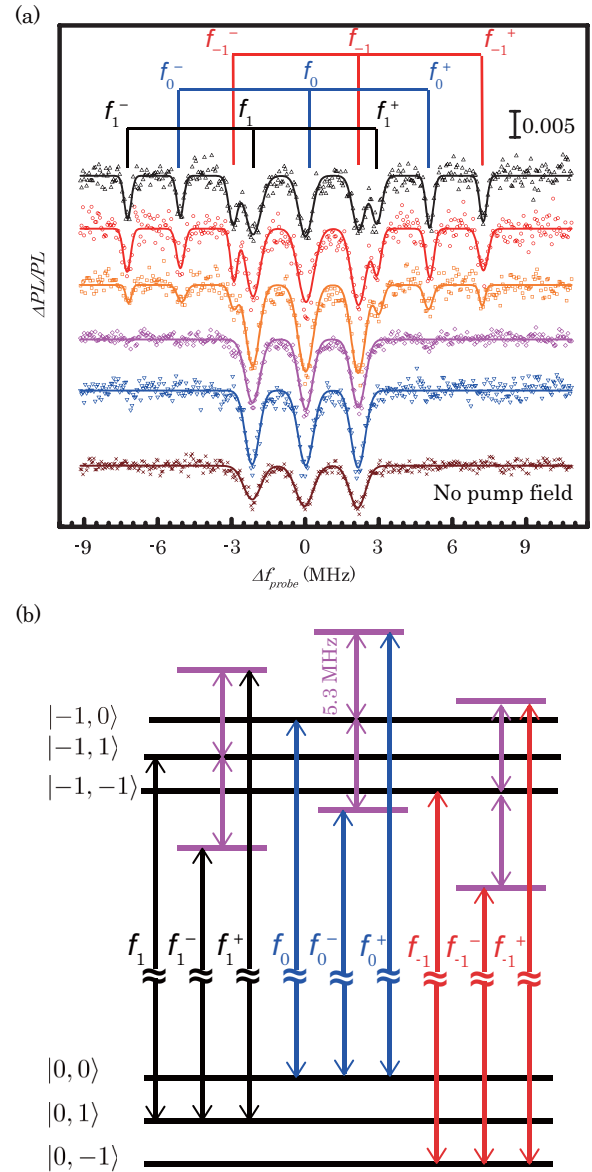 (a)
f₋₁⁻ f₋₁ f₋₁⁺
f₀⁻ f₀ f₀⁺
f₁⁻ f₁ f₁⁺
0.005
ΔPL/PL
No pump field
-9 -6 -3 0 3 6 9
Δf_probe (MHz)
(b)
5.3 MHz
|−1, 0⟩
|−1, 1⟩
|−1, −1⟩
f₁ f₁⁻ f₁⁺ f₀ f₀⁻ f₀⁺ f₋₁ f₋₁⁻ f₋₁⁺
|0, 0⟩
|0, 1⟩
|0, −1⟩